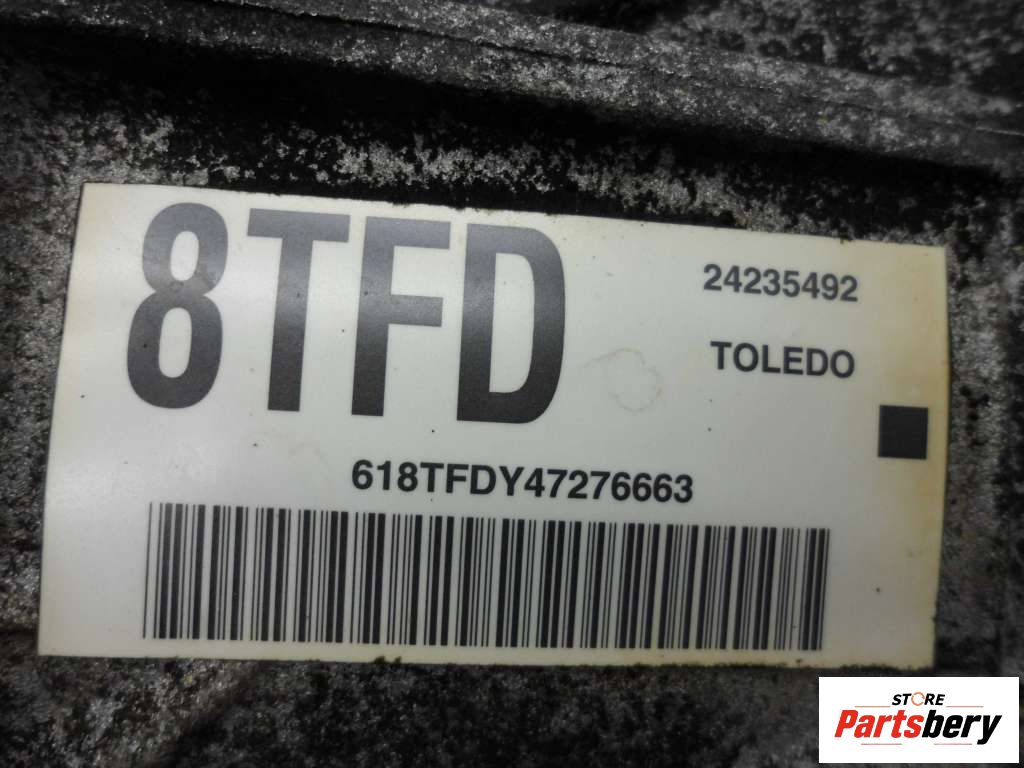 8TFD
24235492
TOLEDO
618TFDY47276663
STORE
Partsbery